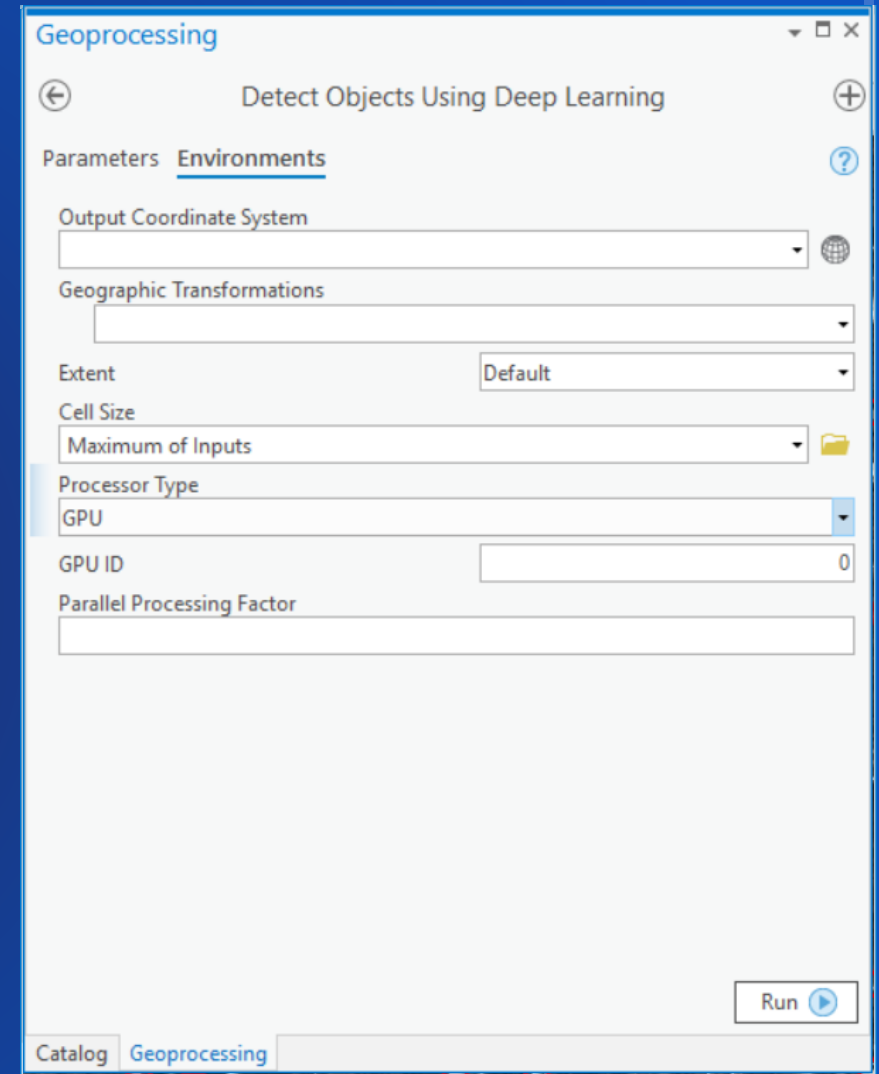 Geoprocessing
Detect Objects Using Deep Learning
Parameters Environments
Output Coordinate System
Geographic Transformations
Extent Default
Cell Size
Maximum of Inputs
Processor Type
GPU
GPU ID 0
Parallel Processing Factor
Run
Catalog Geoprocessing